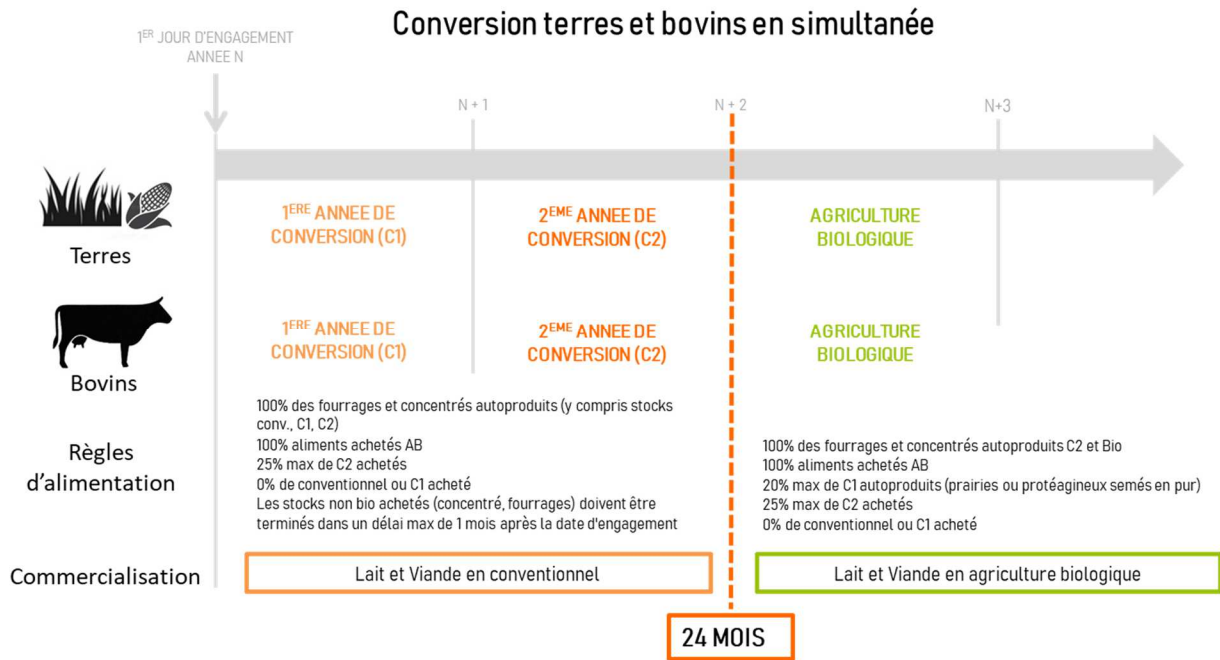 Conversion terres et bovins en simultanée
1ER JOUR D'ENGAGEMENT
ANNEE N
N + 1
N + 2
N+3
1ERE ANNEE DE
CONVERSION (C1)
2EME ANNEE DE
CONVERSION (C2)
AGRICULTURE
BIOLOGIQUE
Terres
1ERE ANNEE DE
CONVERSION (C1)
2EME ANNEE DE
CONVERSION (C2)
AGRICULTURE
BIOLOGIQUE
Bovins
Règles
d'alimentation
100% des fourrages et concentrés autoproduits (y compris stocks
conv., C1, C2)
100% aliments achetés AB
25% max de C2 achetés
0% de conventionnel ou C1 acheté
Les stocks non bio achetés (concentré, fourrages) doivent être
terminés dans un délai max de 1 mois après la date d'engagement
100% des fourrages et concentrés autoproduits C2 et Bio
100% aliments achetés AB
20% max de C1 autoproduits (prairies ou protéagineux semés en pur)
25% max de C2 achetés
0% de conventionnel ou C1 acheté
Commercialisation
Lait et Viande en conventionnel
Lait et Viande en agriculture biologique
24 MOIS